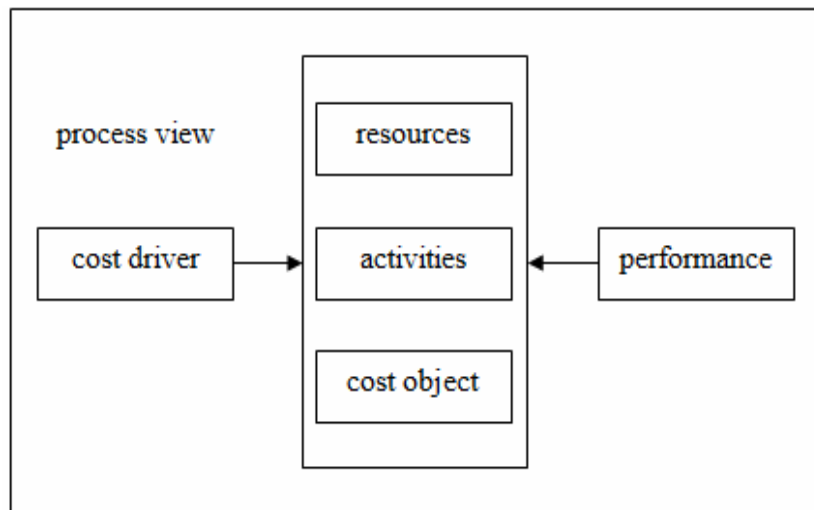 resources
process view
cost driver
activities
performance
cost object